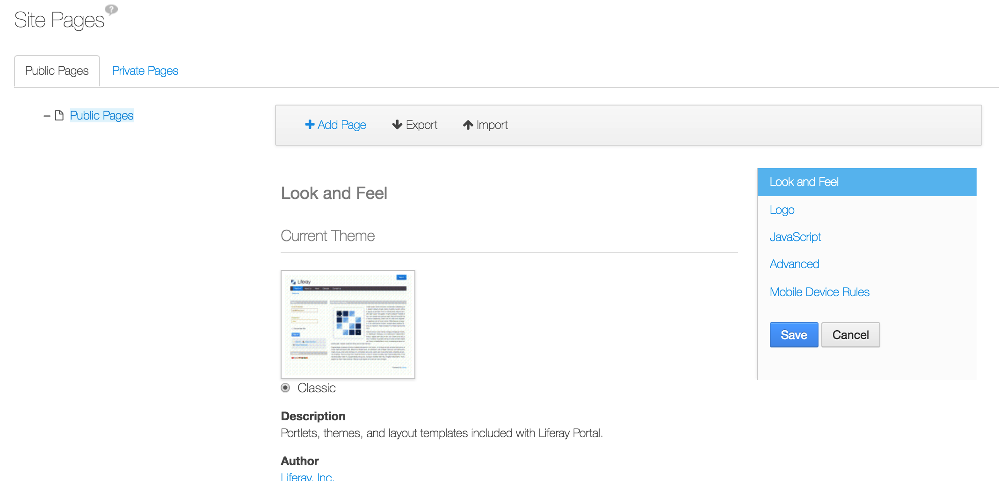 Site Pages
?
Public Pages
Private Pages
Public Pages
Add Page
Export
Import
Look and Feel
Current Theme
Liferay
Classic
Description
Portlets, themes, and layout templates included with Liferay Portal.
Author
Liferay, Inc.
Look and Feel
Logo
JavaScript
Advanced
Mobile Device Rules
Save
Cancel